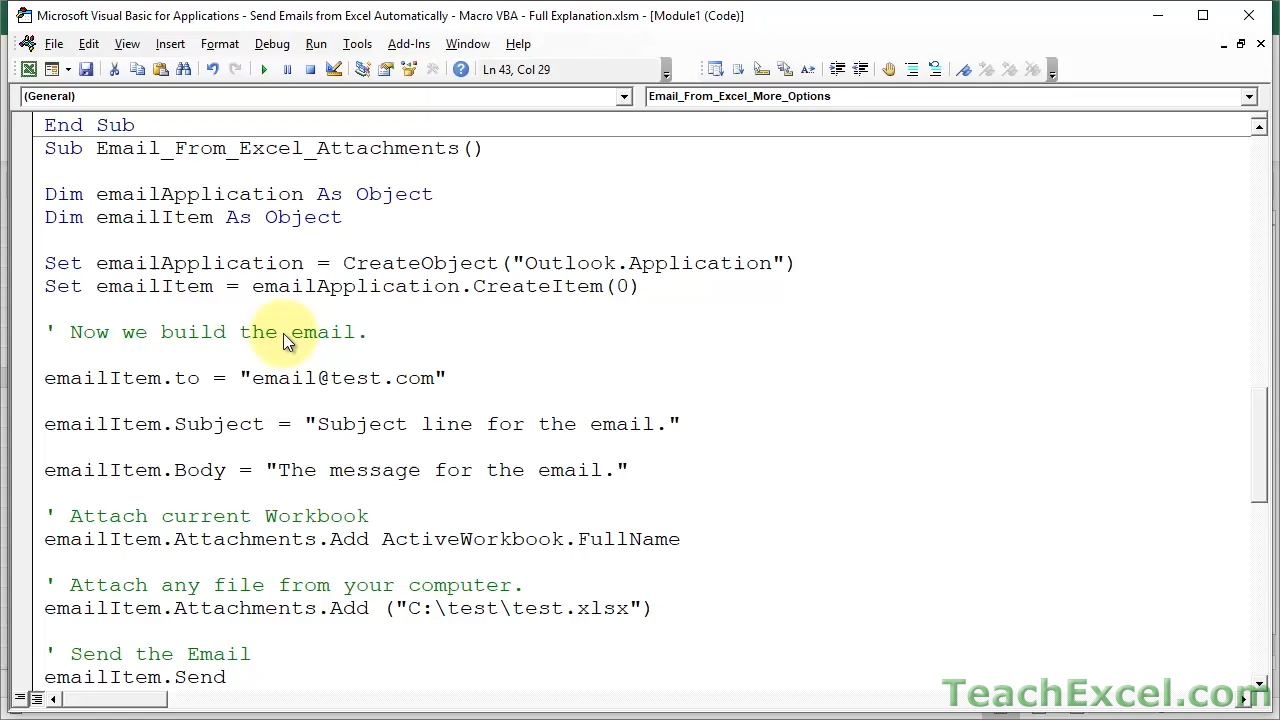 Microsoft Visual Basic for Applications - Send Emails from Excel Automatically - Macro VBA - Full Explanation.xlsm - [Module1 (Code)]
File Edit View Insert Format Debug Run Tools Add-Ins Window Help
Ln 43, Col 29
(General) Email_From_Excel_More_Options
End Sub
Sub Email_From_Excel_Attachments()
Dim emailApplication As Object
Dim emailItem As Object
Set emailApplication = CreateObject("Outlook.Application")
Set emailItem = emailApplication.CreateItem(0)
' Now we build the email.
emailItem.to = "email@test.com"
emailItem.Subject = "Subject line for the email."
emailItem.Body = "The message for the email."
' Attach current Workbook
emailItem.Attachments.Add ActiveWorkbook.FullName
' Attach any file from your computer.
emailItem.Attachments.Add ("C:\test\test.xlsx")
' Send the Email
emailItem.Send
TeachExcel.com